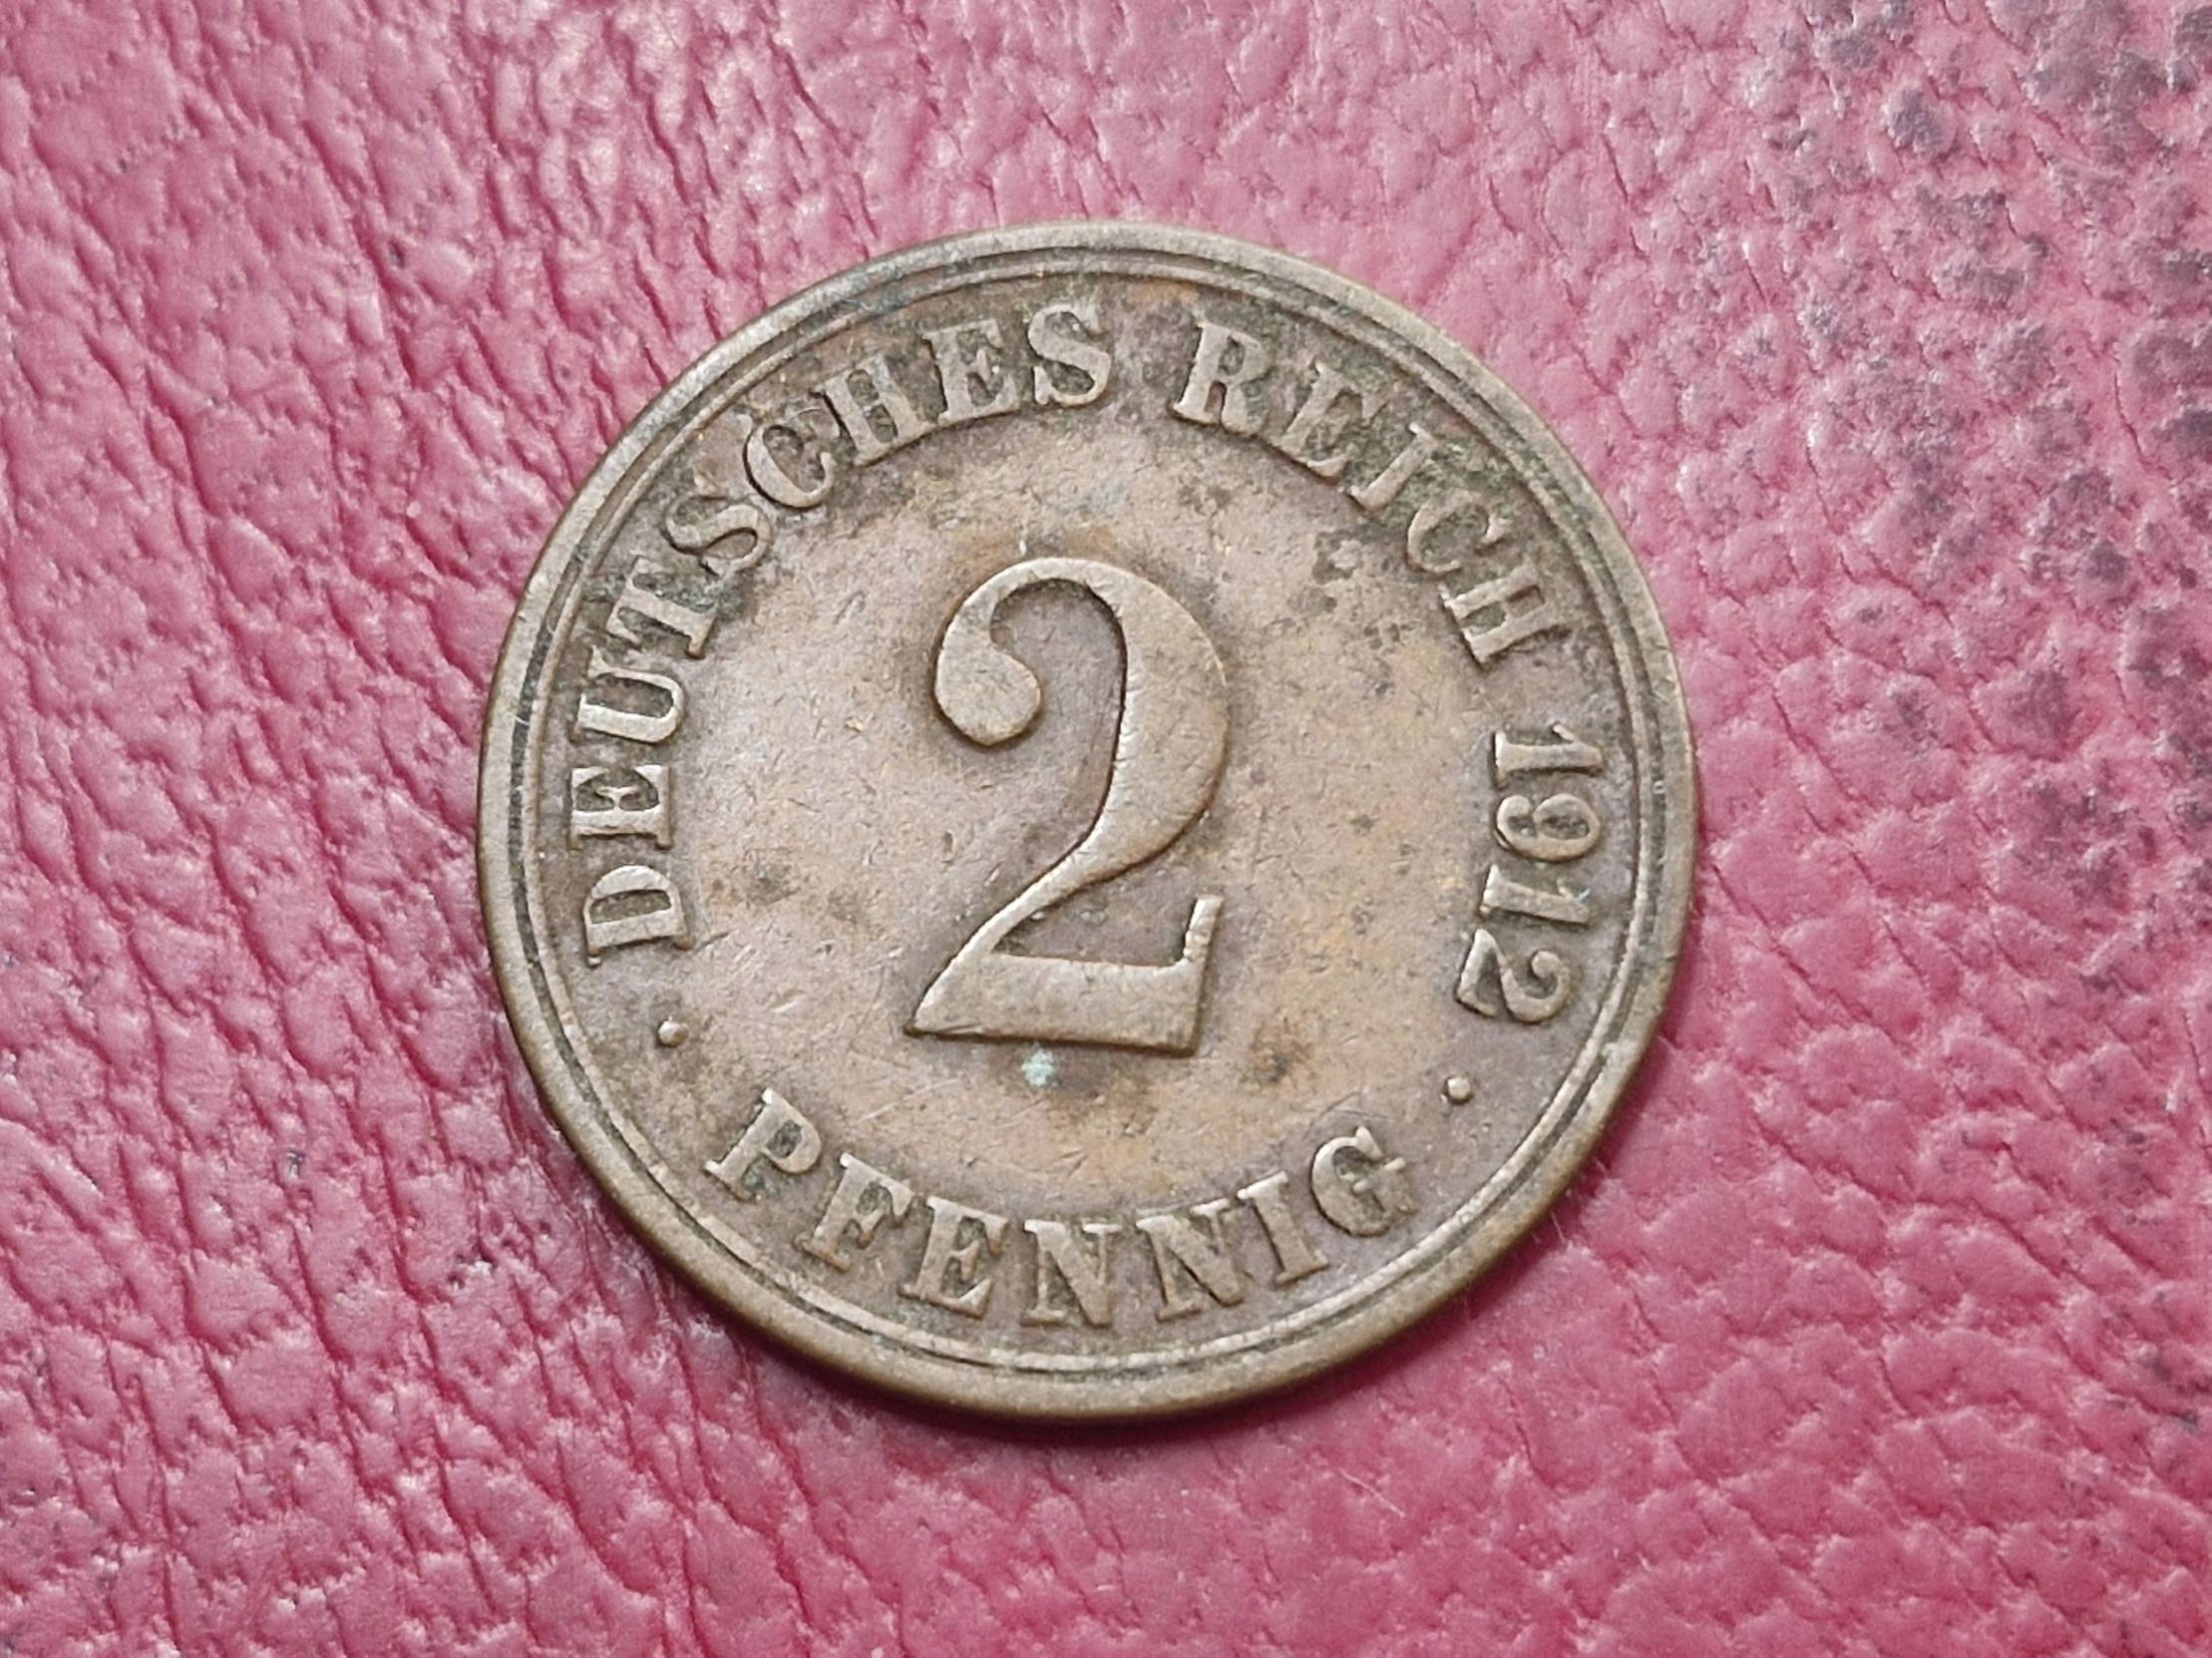 DEUTSCHES REICH 1912
2
· PFENNIG ·